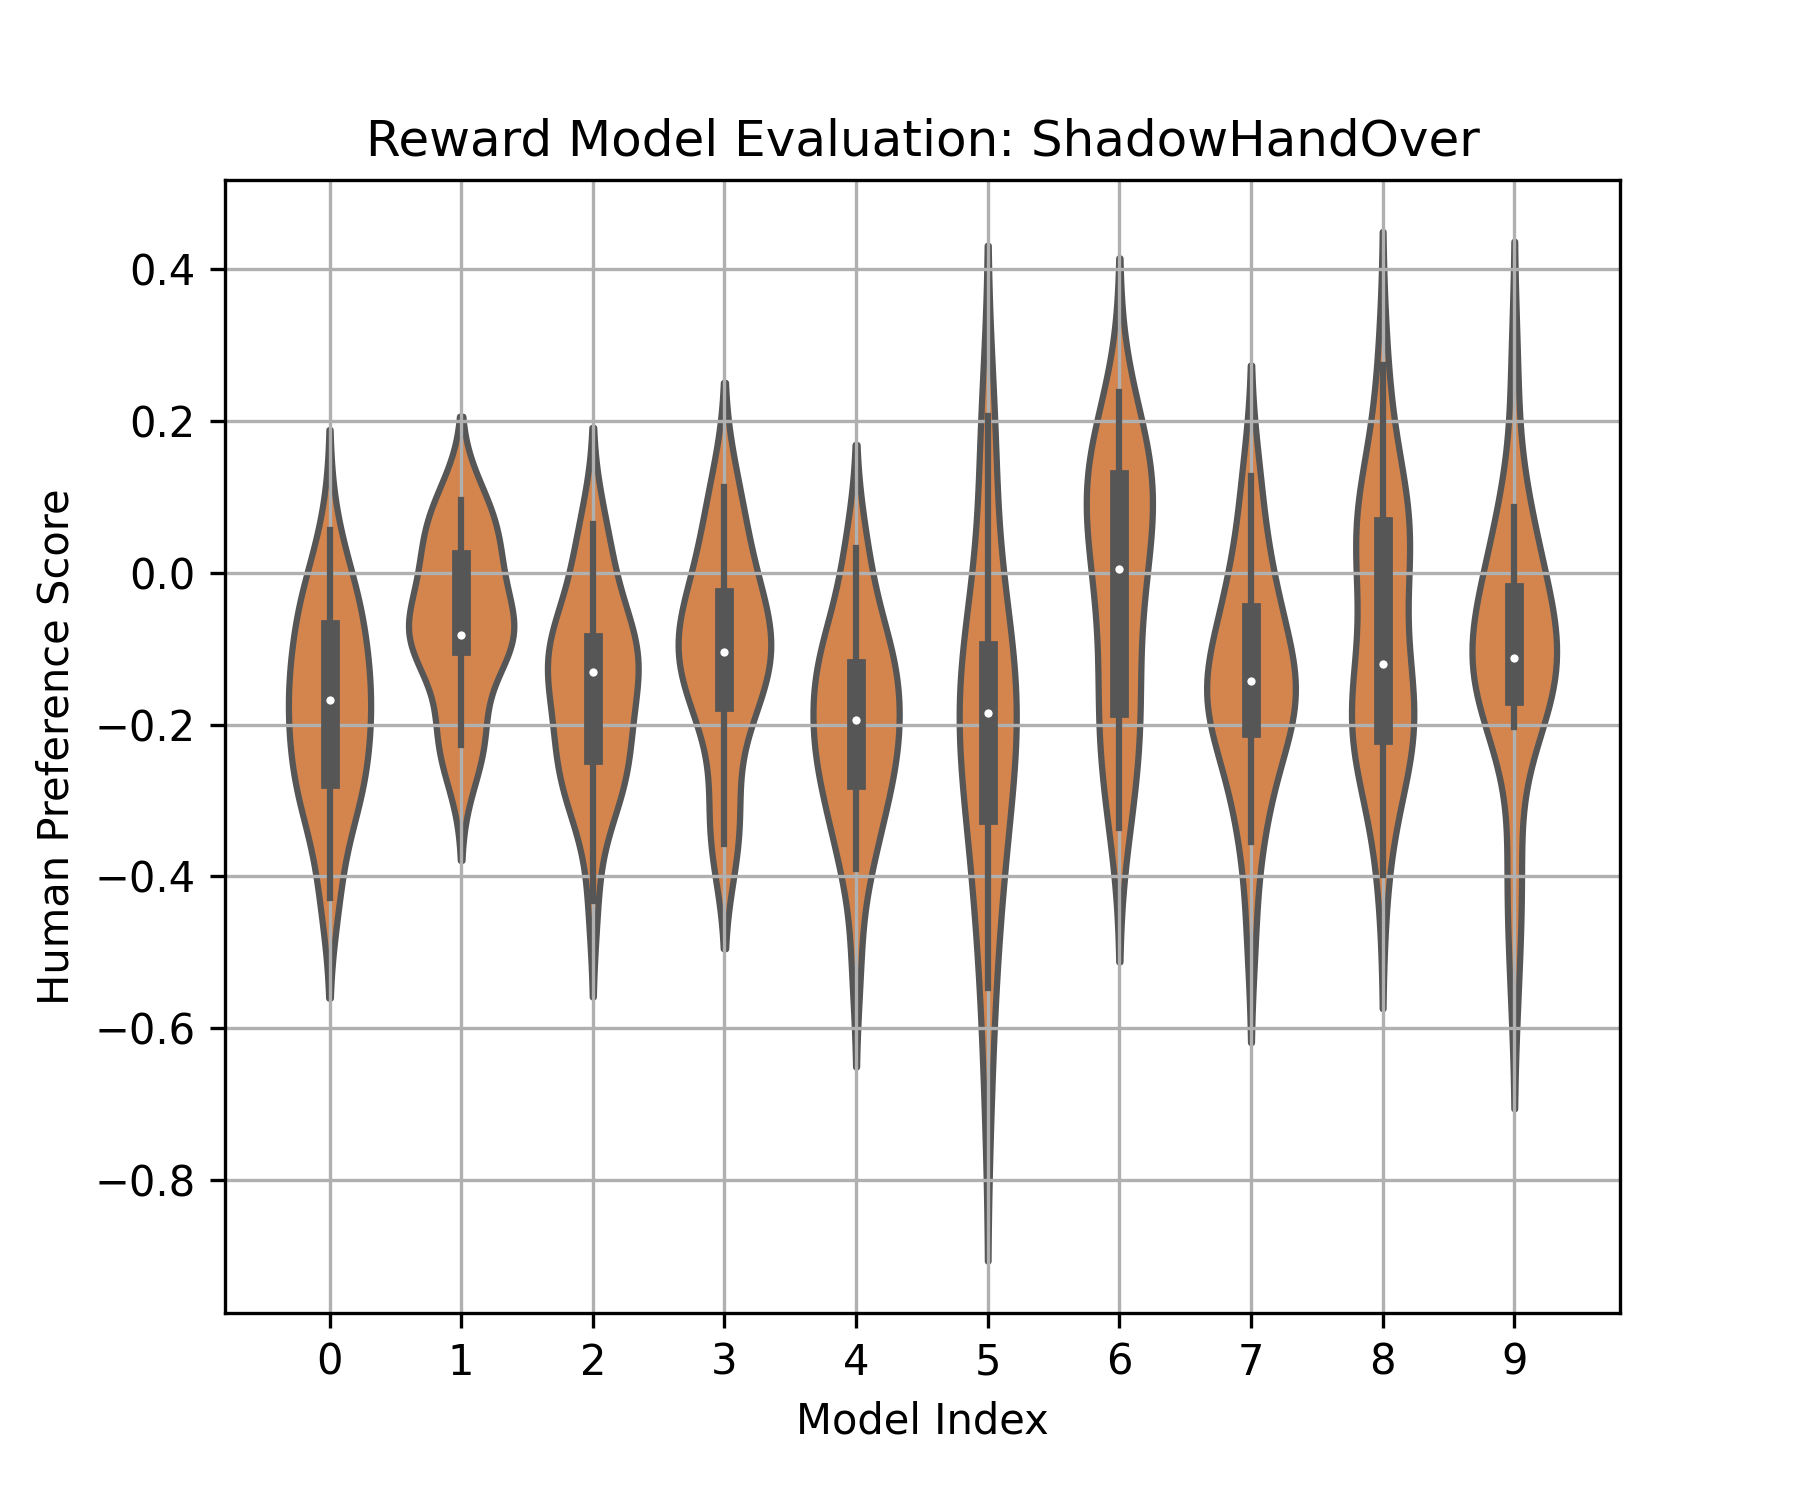 Reward Model Evaluation: ShadowHandOver
Human Preference Score
0.4
0.2
0.0
−0.2
−0.4
−0.6
−0.8
0 1 2 3 4 5 6 7 8 9
Model Index